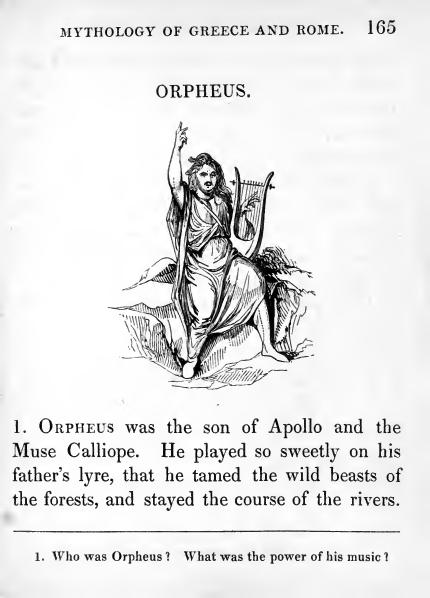 MYTHOLOGY OF GREECE AND ROME. 165
ORPHEUS.
1. ORPHEUS was the son of Apollo and the
Muse Calliope. He played so sweetly on his
father's lyre, that he tamed the wild beasts of
the forests, and stayed the course of the rivers.
1. Who was Orpheus? What was the power of his music?